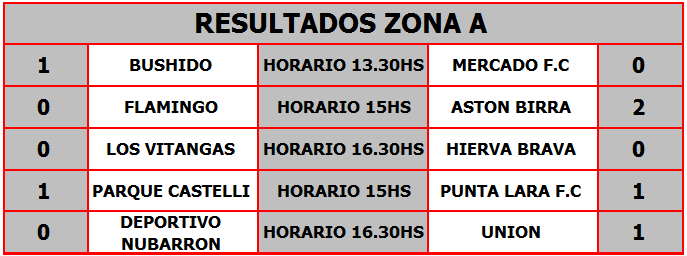 RESULTADOS ZONA A
1 BUSHIDO HORARIO 13.30HS MERCADO F.C 0
0 FLAMINGO HORARIO 15HS ASTON BIRRA 2
0 LOS VITANGAS HORARIO 16.30HS HIERVA BRAVA 0
1 PARQUE CASTELLI HORARIO 15HS PUNTA LARA F.C 1
0 DEPORTIVO NUBARRON HORARIO 16.30HS UNION 1